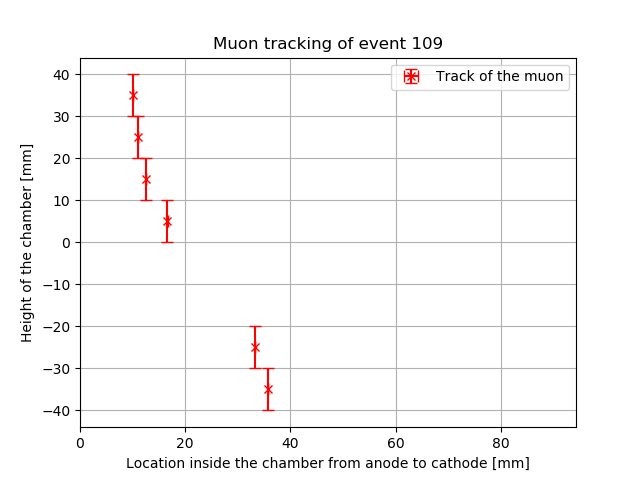 Muon tracking of event 109
Track of the muon
Height of the chamber [mm]
40
30
20
10
0
−10
−20
−30
−40
0 20 40 60 80
Location inside the chamber from anode to cathode [mm]